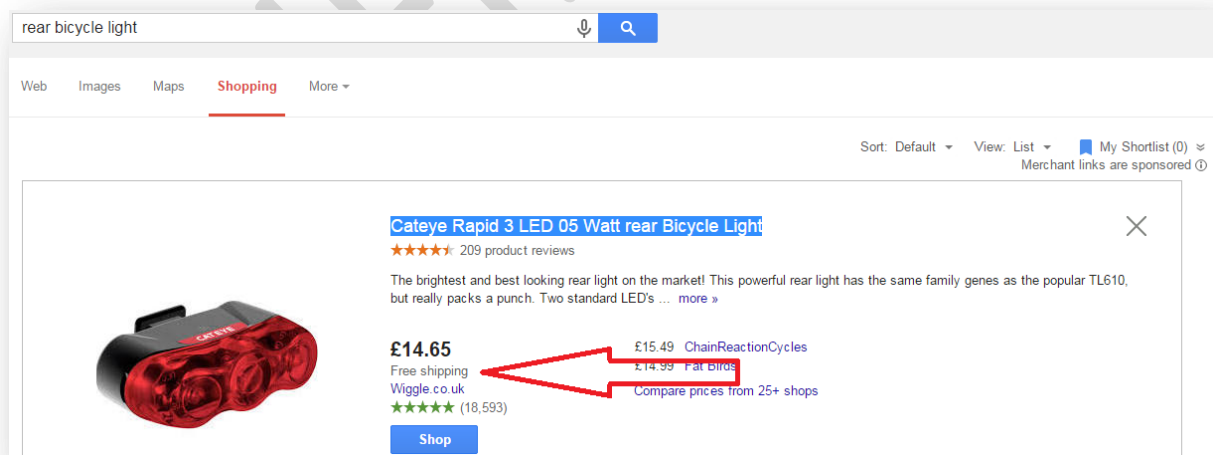 rear bicycle light
Web Images Maps Shopping More
Sort: Default View: List My Shortlist (0)
Merchant links are sponsored
Cateye Rapid 3 LED 05 Watt rear Bicycle Light
209 product reviews
The brightest and best looking rear light on the market! This powerful rear light has the same family genes as the popular TL610,
but really packs a punch. Two standard LED's ... more »
£14.65
Free shipping
Wiggle.co.uk
(18,593)
Shop
£15.49 ChainReactionCycles
£14.99 Fat Birds
Compare prices from 25+ shops
CATEYE